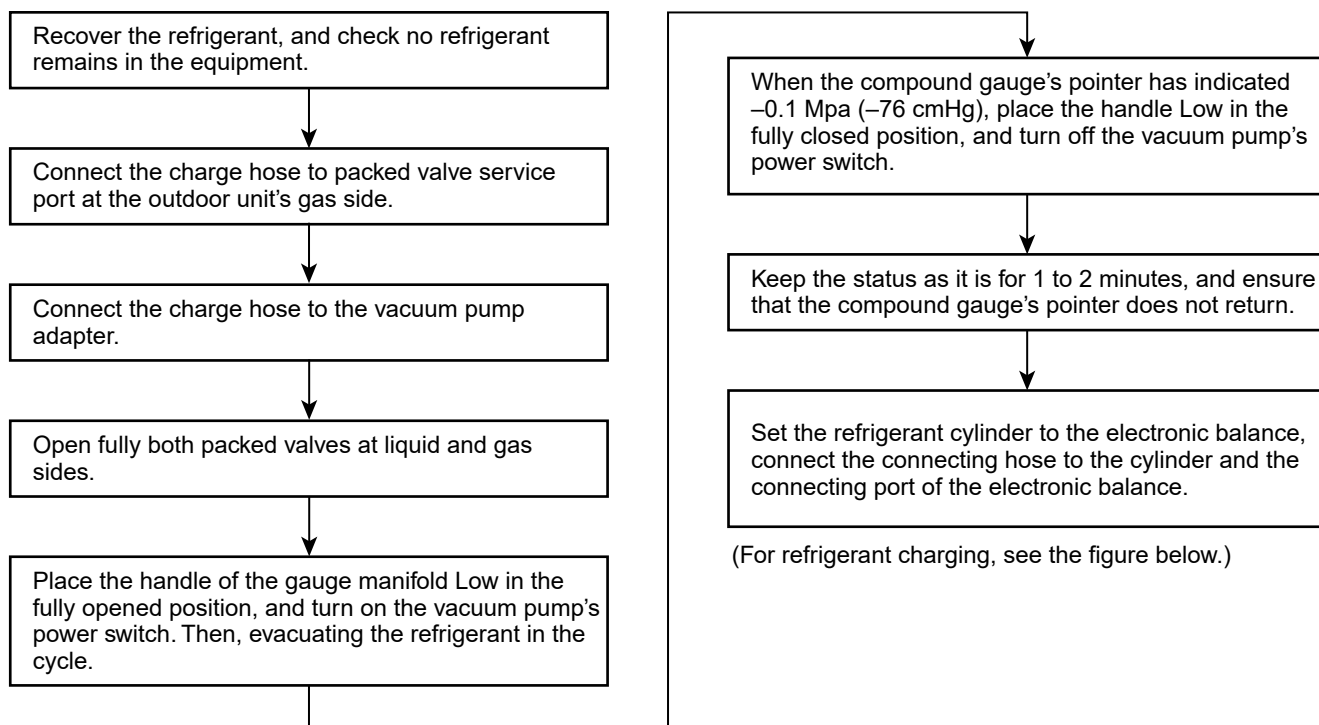 Recover the refrigerant, and check no refrigerant
remains in the equipment.
Connect the charge hose to packed valve service
port at the outdoor unit's gas side.
Connect the charge hose to the vacuum pump
adapter.
Open fully both packed valves at liquid and gas
sides.
Place the handle of the gauge manifold Low in the
fully opened position, and turn on the vacuum pump's
power switch. Then, evacuating the refrigerant in the
cycle.
When the compound gauge's pointer has indicated
–0.1 Mpa (–76 cmHg), place the handle Low in the
fully closed position, and turn off the vacuum pump's
power switch.
Keep the status as it is for 1 to 2 minutes, and ensure
that the compound gauge's pointer does not return.
Set the refrigerant cylinder to the electronic balance,
connect the connecting hose to the cylinder and the
connecting port of the electronic balance.
(For refrigerant charging, see the figure below.)